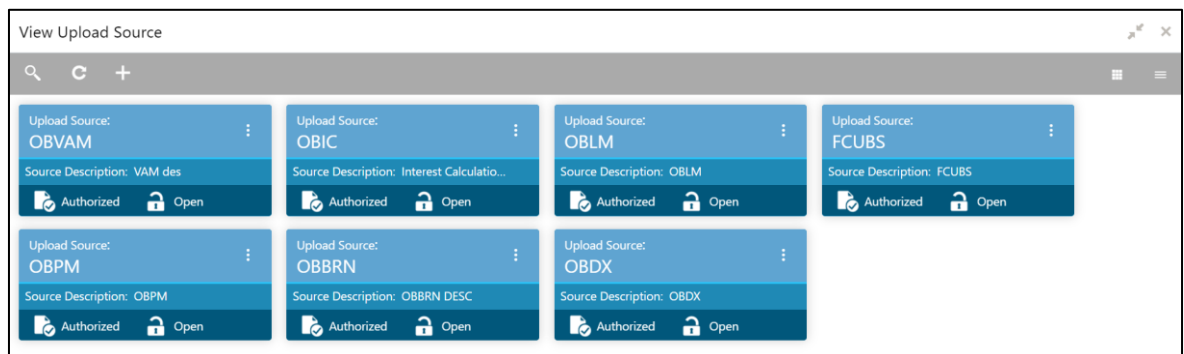 View Upload Source
Upload Source:
OBVAM
Source Description: VAM des
Authorized Open
Upload Source:
OBIC
Source Description: Interest Calculatio...
Authorized Open
Upload Source:
OBLM
Source Description: OBLM
Authorized Open
Upload Source:
FCUBS
Source Description: FCUBS
Authorized Open
Upload Source:
OBPM
Source Description: OBPM
Authorized Open
Upload Source:
OBBRN
Source Description: OBBRN DESC
Authorized Open
Upload Source:
OBDX
Source Description: OBDX
Authorized Open